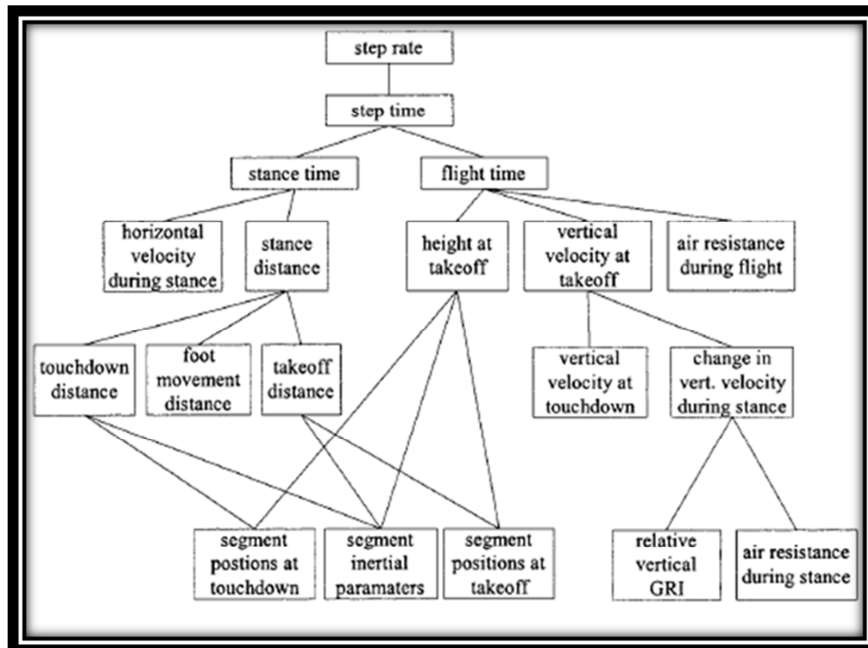 step rate
step time
stance time
flight time
horizontal
velocity
during stance
stance
distance
height at
takeoff
vertical
velocity at
takeoff
air resistance
during flight
touchdown
distance
foot
movement
distance
takeoff
distance
vertical
velocity at
touchdown
change in
vert. velocity
during stance
segment
postions at
touchdown
segment
inertial
paramaters
segment
positions at
takeoff
relative
vertical
GRI
air resistance
during stance